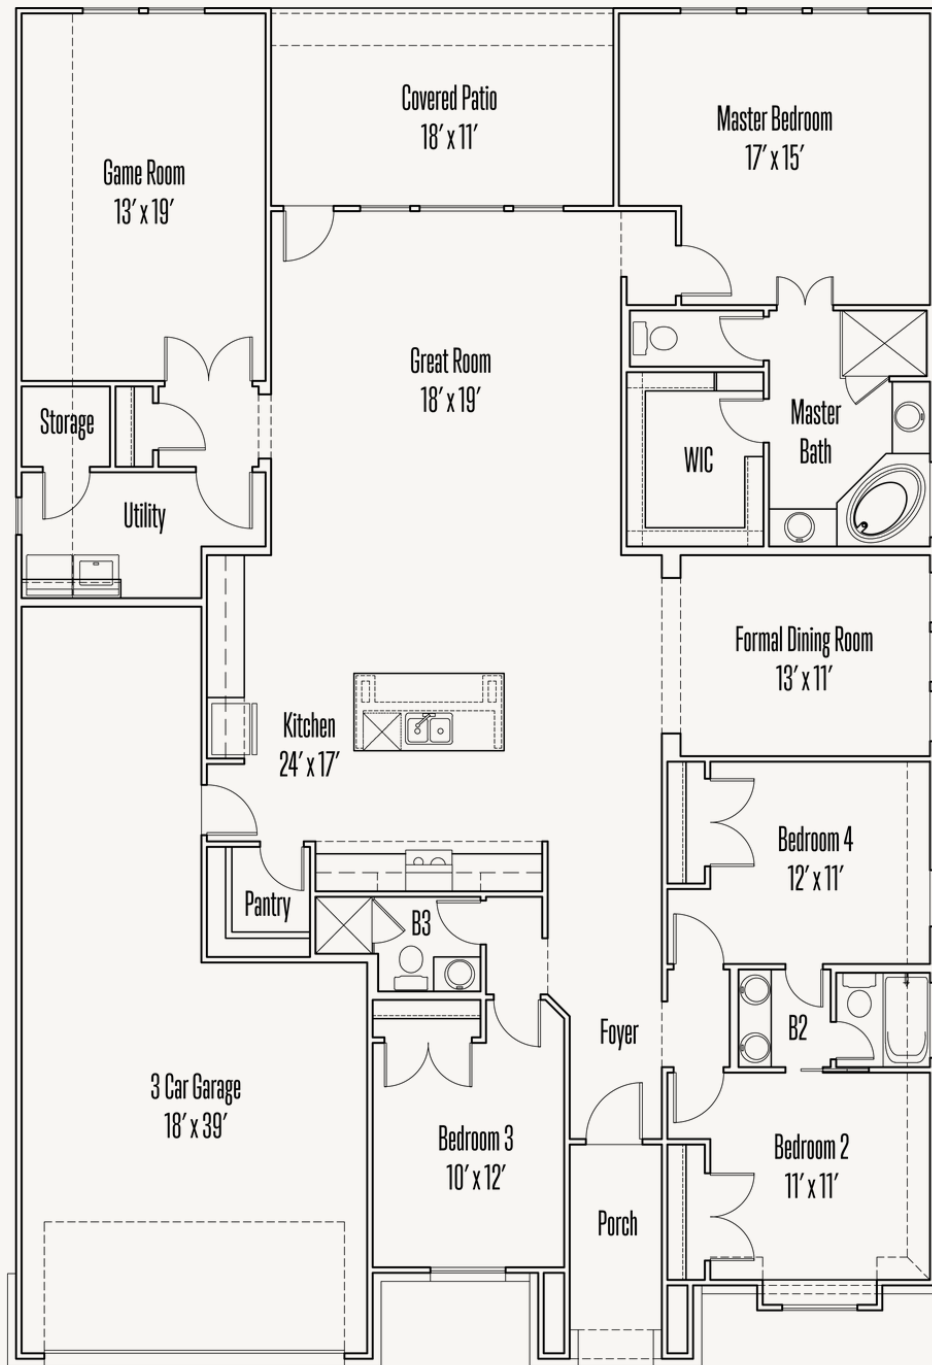 Covered Patio
18' x 11'
Master Bedroom
17' x 15'
Game Room
13' x 19'
Great Room
18' x 19'
Storage
Master
Bath
WIC
Utility
Formal Dining Room
13' x 11'
Kitchen
24' x 17'
Bedroom 4
12' x 11'
Pantry
B3
Foyer
B2
3 Car Garage
18' x 39'
Bedroom 3
10' x 12'
Bedroom 2
11' x 11'
Porch